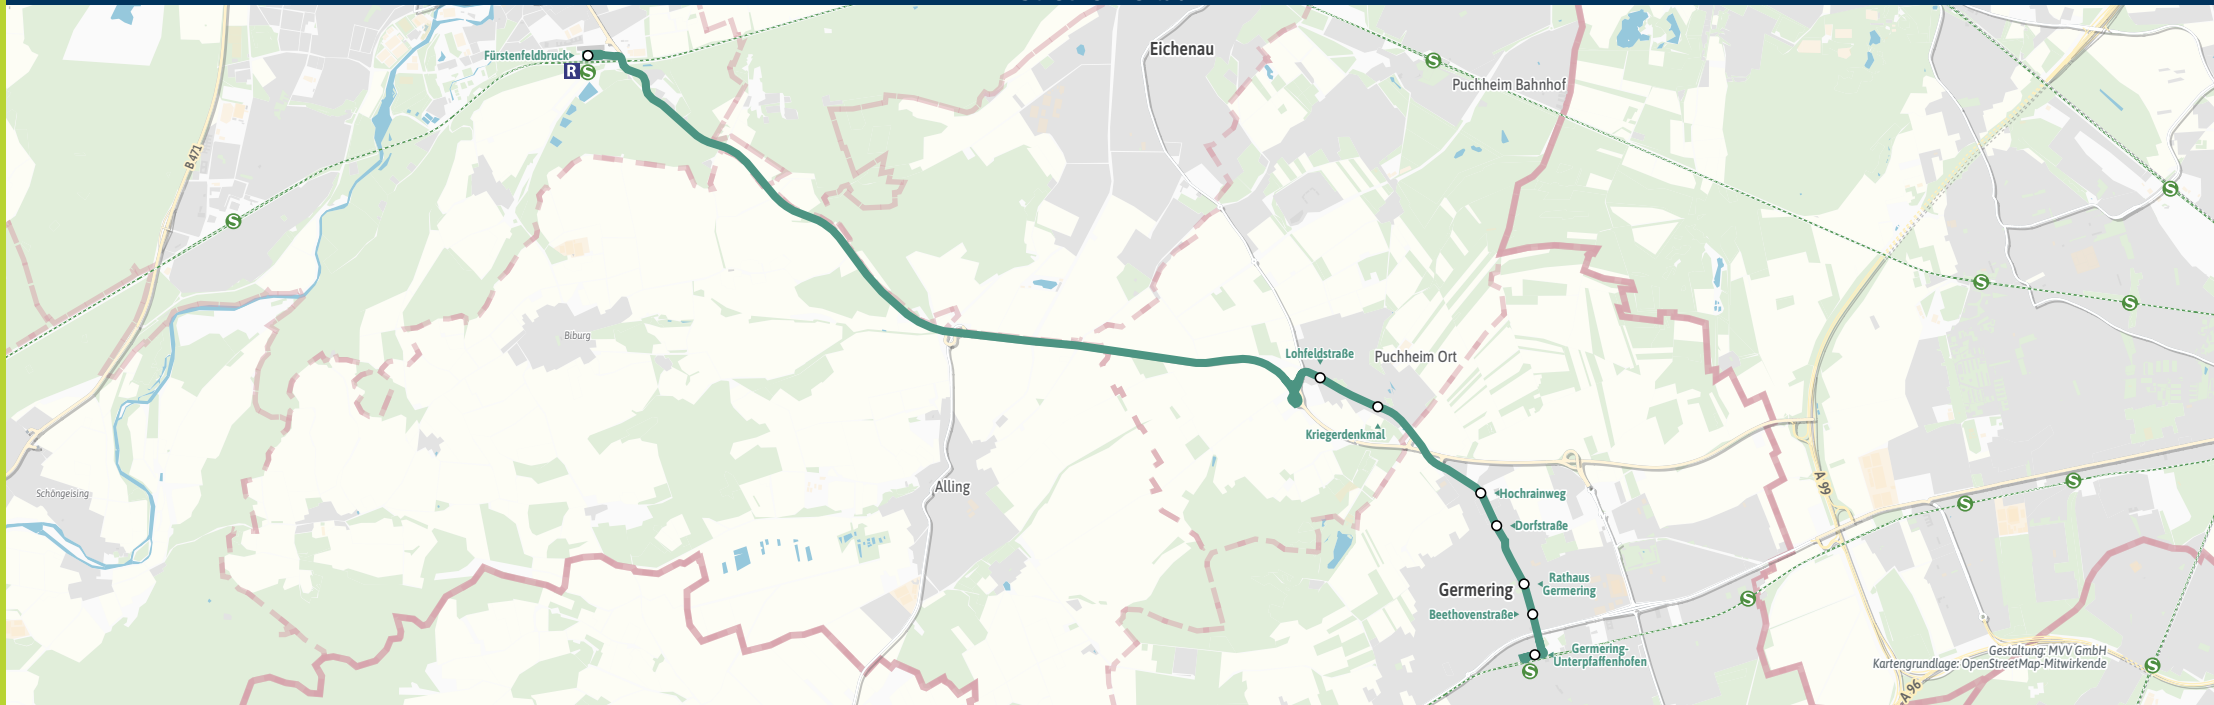 Eichenau
Fürstenfeldbruck
R
S
S
Puchheim Bahnhof
B 471
S
S
S
S
Biburg
Lohfeldstraße
Puchheim Ort
Kriegerdenkmal
Alling
Schöngeising
A 99
S
S
Hochrainweg
Dorfstraße
Rathaus
Germering
Germering
Beethovenstraße
S
Germering-
Unterpfaffenhofen
S
S
Gestaltung: MVV GmbH
Kartengrundlage: OpenStreetMap-Mitwirkende
A 96